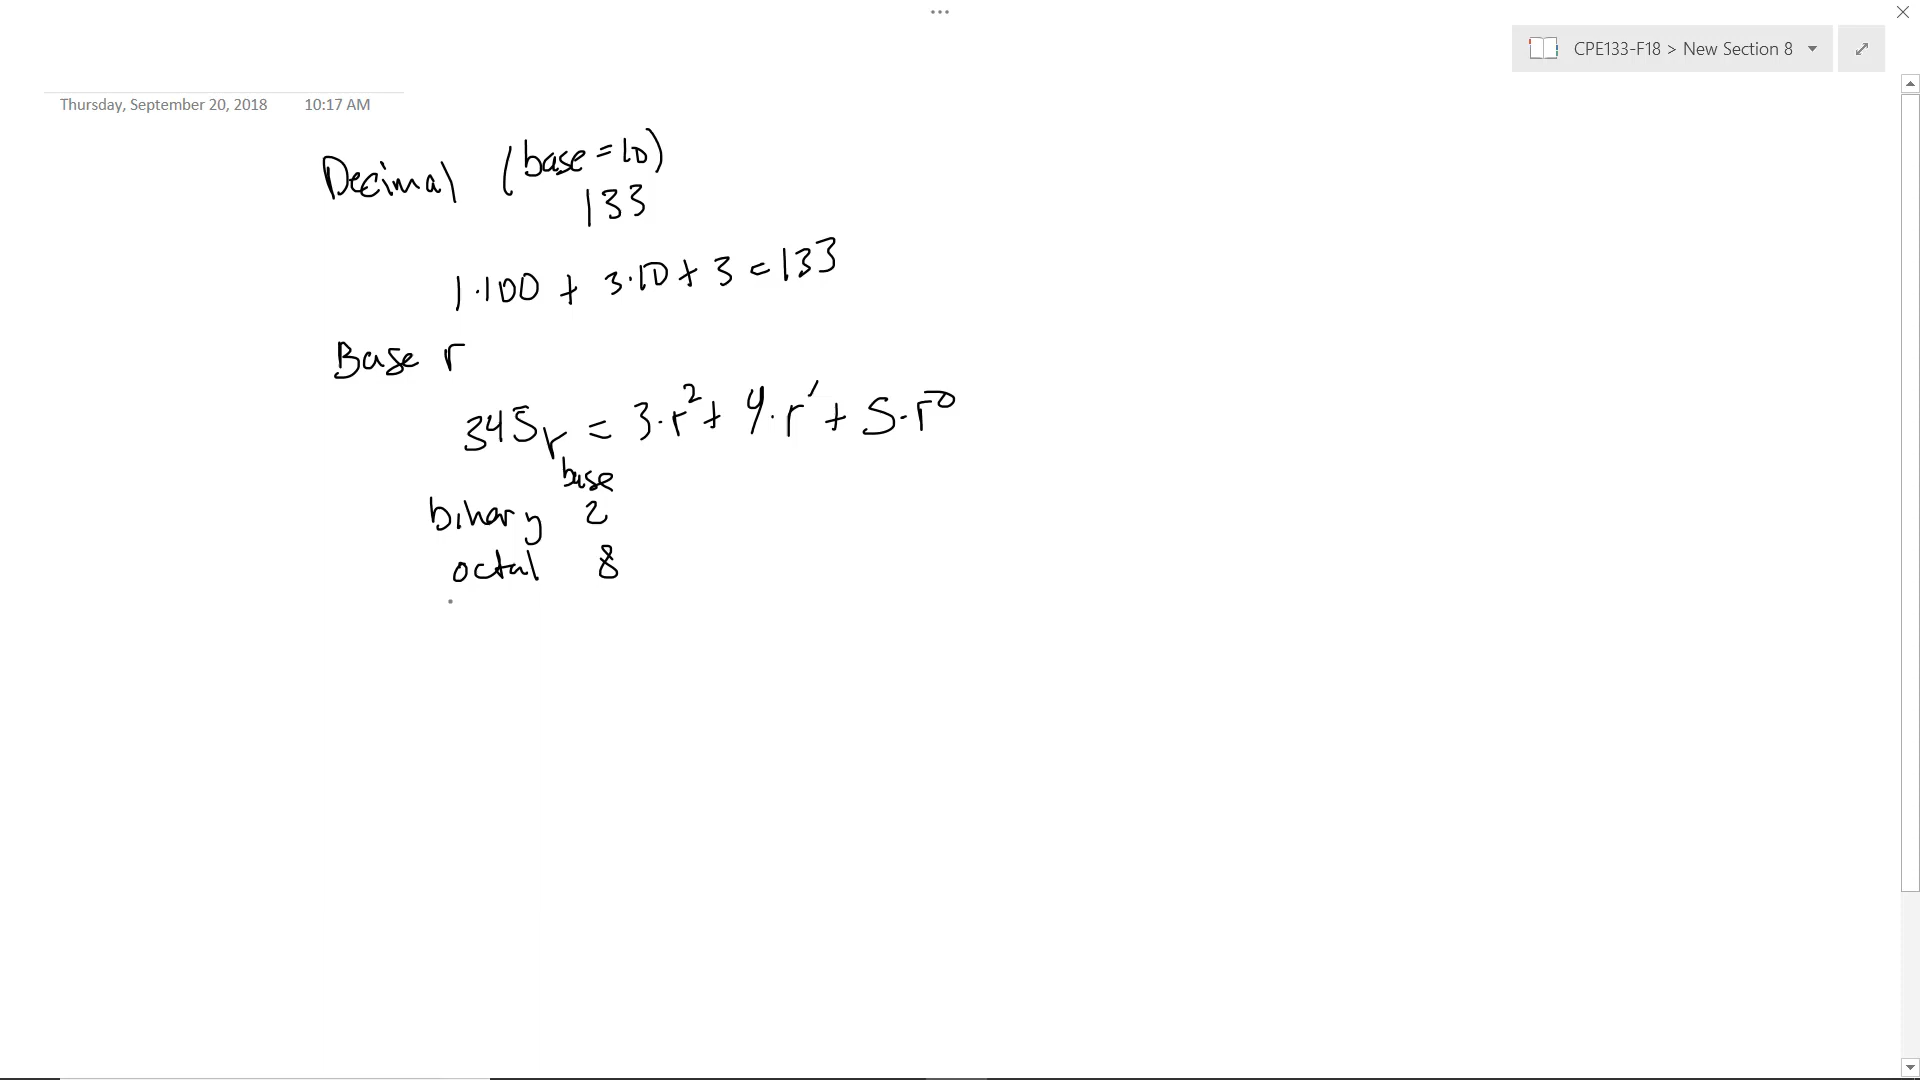 ...
CPE133-F18 > New Section 8
Thursday, September 20, 2018 10:17 AM
Decimal (base = 10)
133
1·100 + 3·10 + 3 = 133
Base r
345ᵣ = 3·r² + 4·r¹ + 5·r⁰
base
binary 2
octal 8